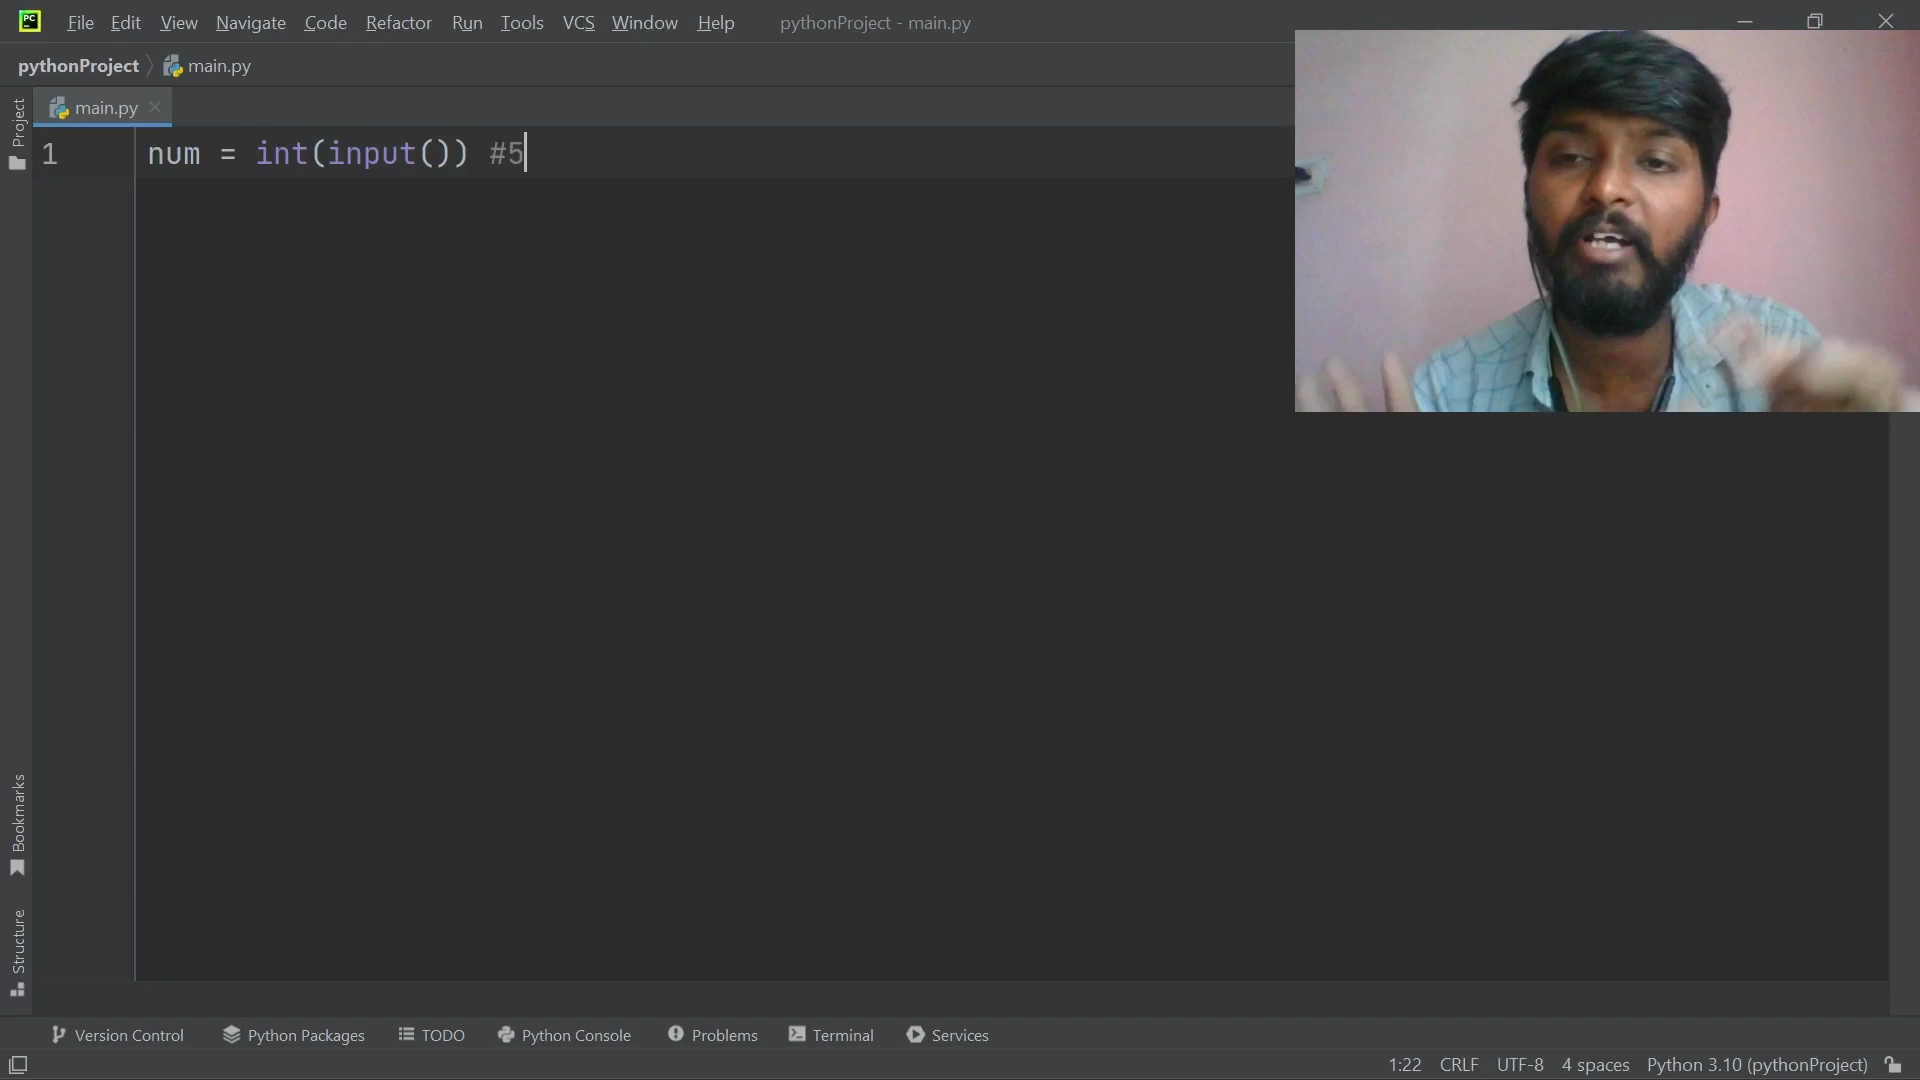 PC File Edit View Navigate Code Refactor Run Tools VCS Window Help pythonProject - main.py
pythonProject main.py
main.py
Project
1 num = int(input()) #5
Bookmarks
Structure
Version Control Python Packages TODO Python Console Problems Terminal Services
1:22 CRLF UTF-8 4 spaces Python 3.10 (pythonProject)